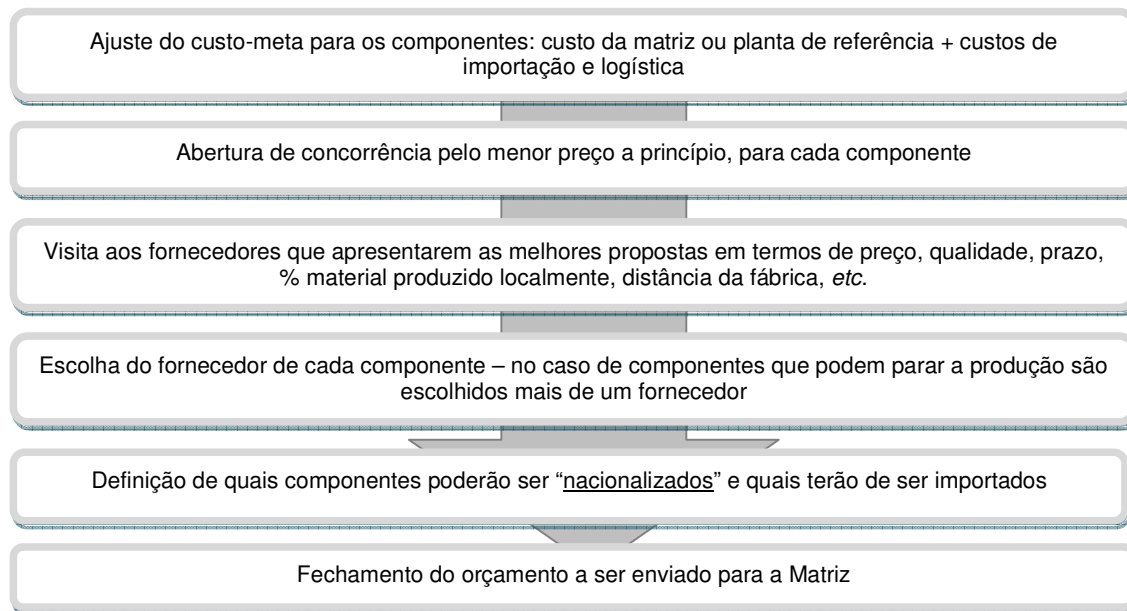 Ajuste do custo-meta para os componentes: custo da matriz ou planta de referência + custos de
importação e logística
Abertura de concorrência pelo menor preço a princípio, para cada componente
Visita aos fornecedores que apresentarem as melhores propostas em termos de preço, qualidade, prazo,
% material produzido localmente, distância da fábrica, etc.
Escolha do fornecedor de cada componente – no caso de componentes que podem parar a produção são
escolhidos mais de um fornecedor
Definição de quais componentes poderão ser “nacionalizados” e quais terão de ser importados
Fechamento do orçamento a ser enviado para a Matriz